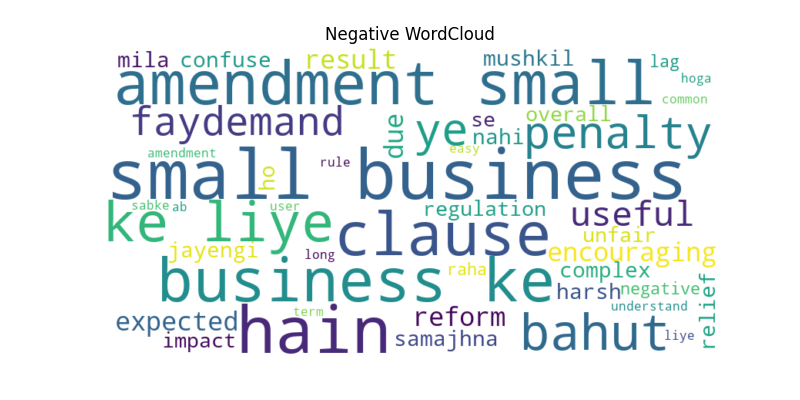 Negative WordCloud
mila confuse result mushkil lag
amendment small hoga
common
faydemand due ye se nahi overall penalty
amendment rule easy
small ho business
sabke ab user
ke liye regulation useful
clause unfair
jayengi long encouraging
business ke raha complex
harsh negative
understand relief
expected term reform
hain bahut liye
impact samajhna